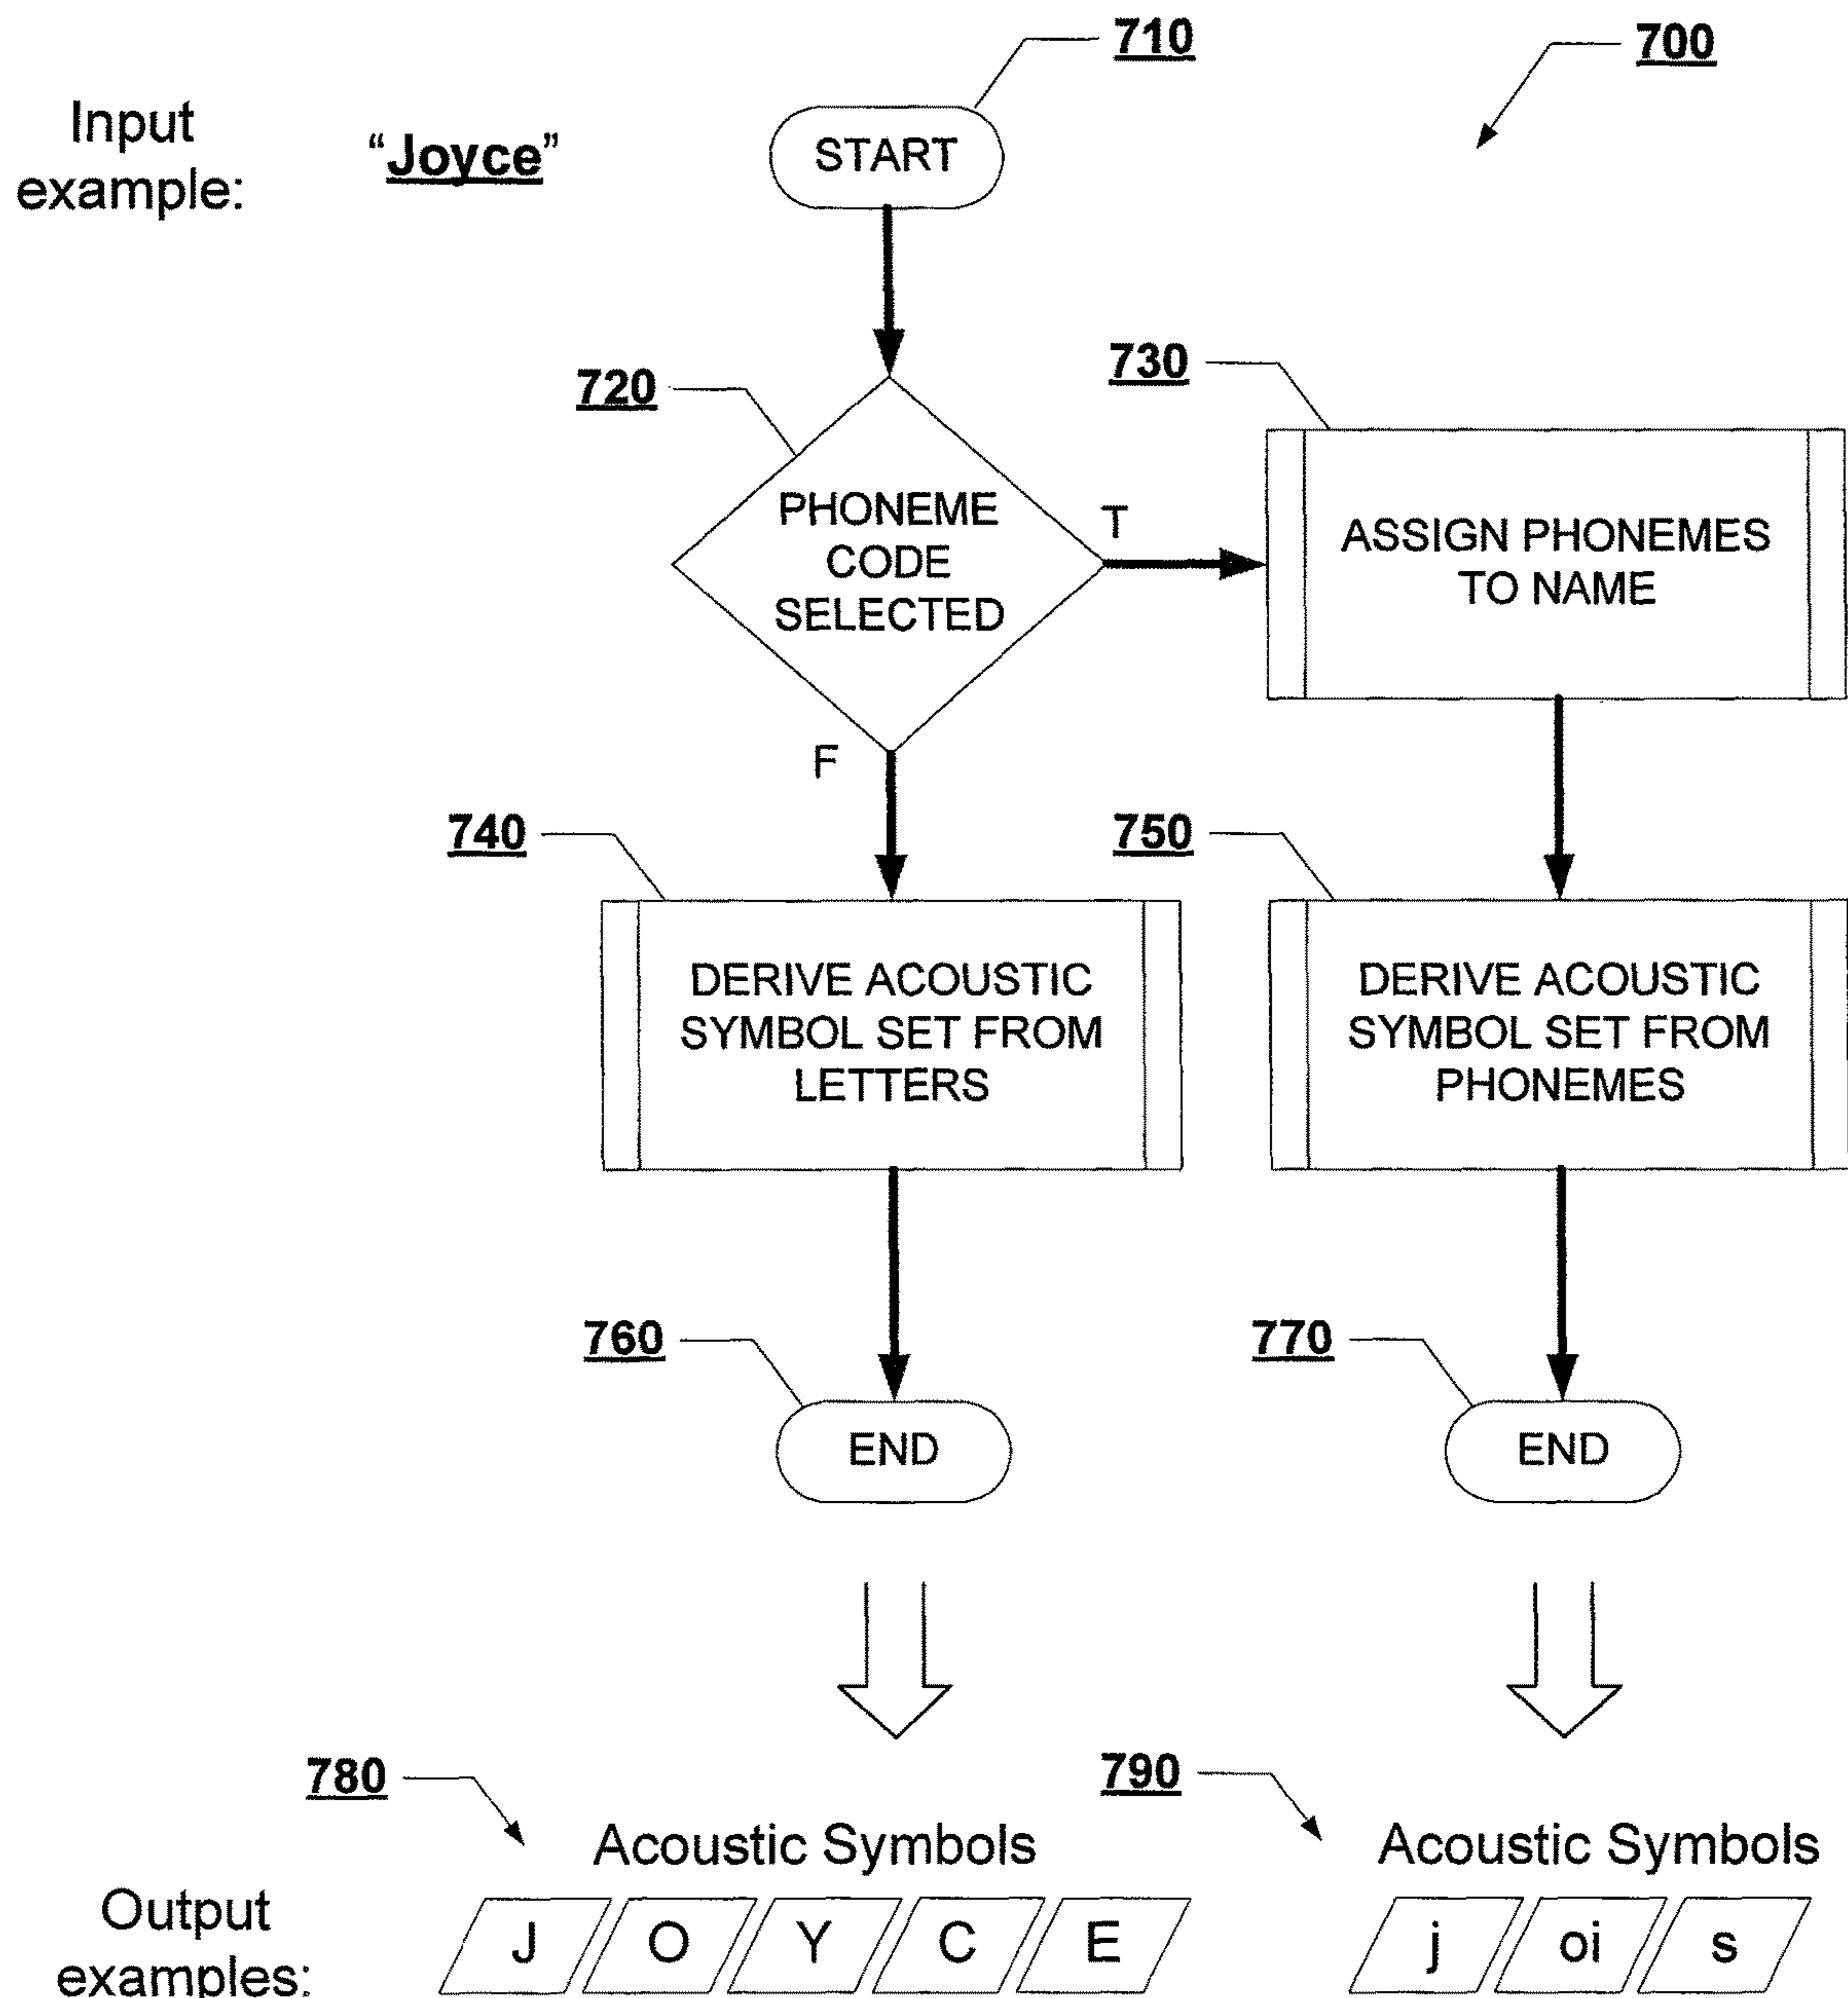 710
700
Input
example:
“Joyce”
START
720
730
PHONEME
CODE
SELECTED
T
ASSIGN PHONEMES
TO NAME
F
740
750
DERIVE ACOUSTIC
SYMBOL SET FROM
LETTERS
DERIVE ACOUSTIC
SYMBOL SET FROM
PHONEMES
760
770
END
END
780
790
Acoustic Symbols
Acoustic Symbols
Output
examples:
J O Y C E
j oi s